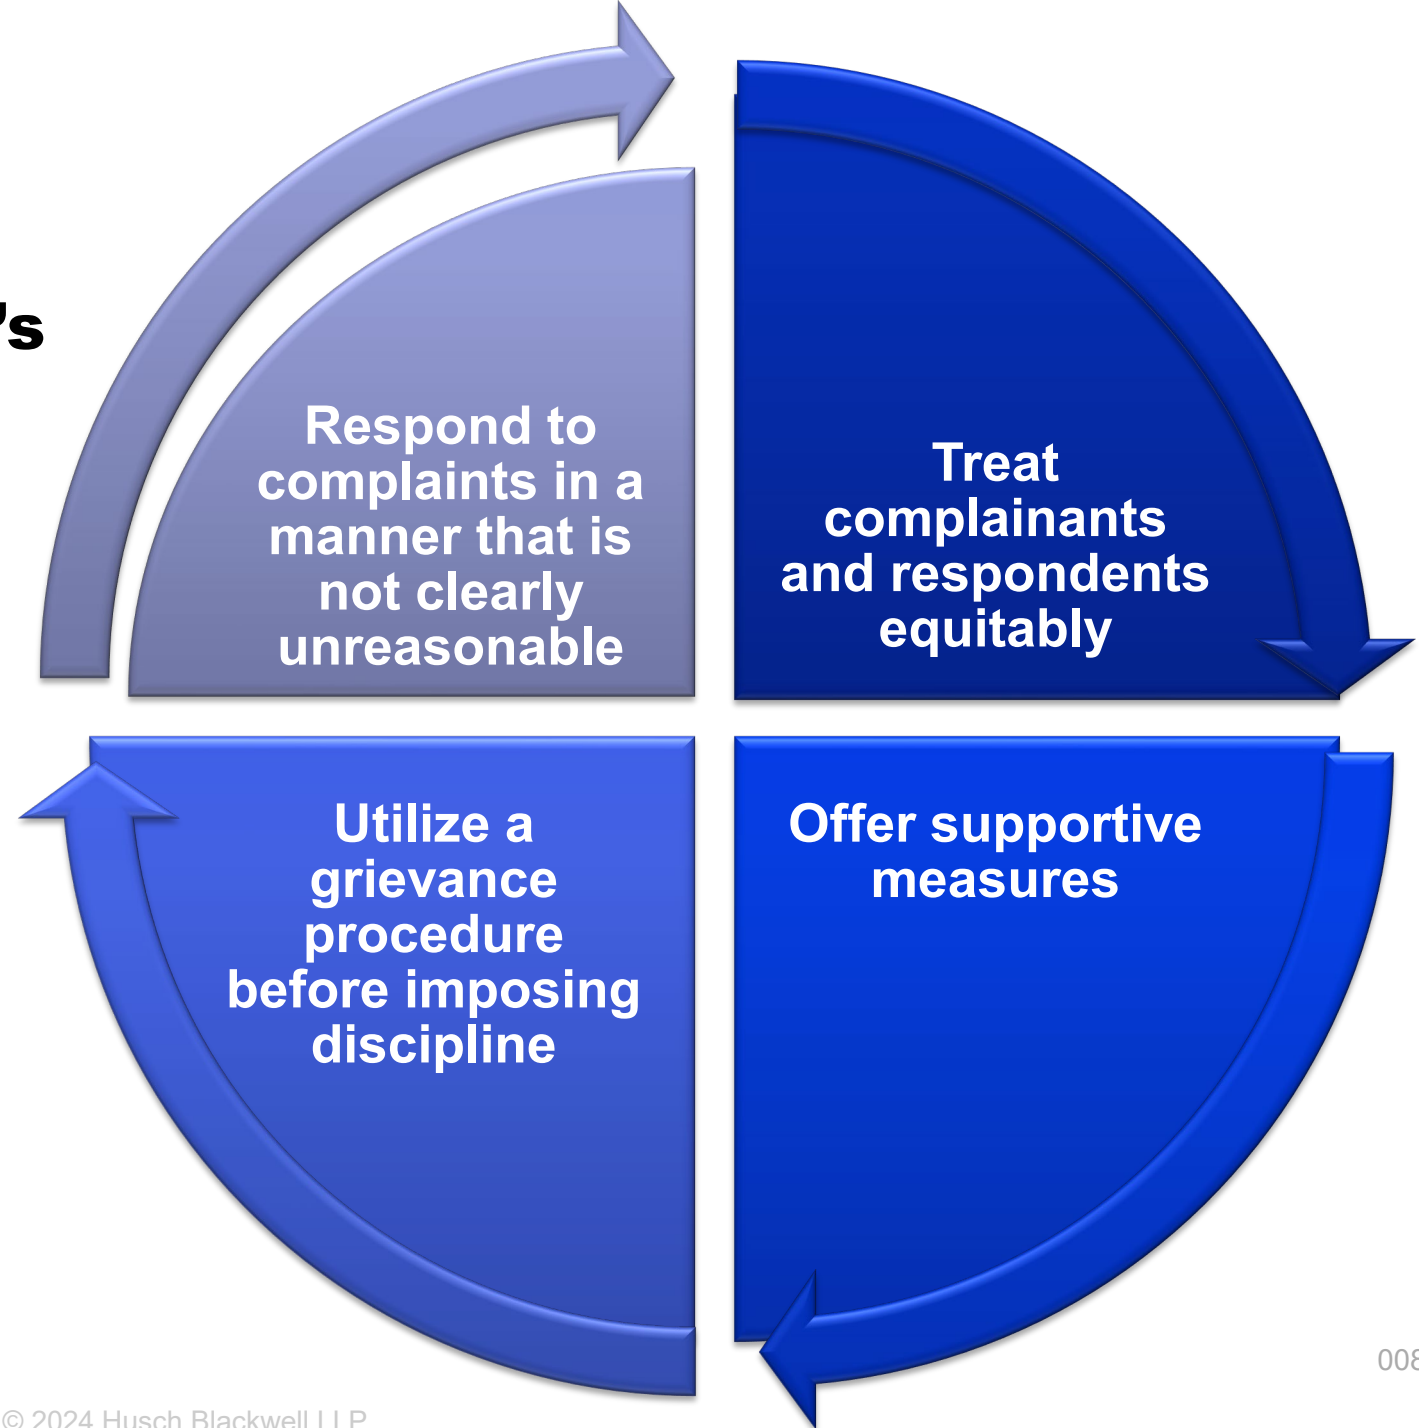 's
Respond to
complaints in a
manner that is
not clearly
unreasonable
Treat
complainants
and respondents
equitably
Utilize a
grievance
procedure
before imposing
discipline
Offer supportive
measures
008
© 2024 Husch Blackwell LLP